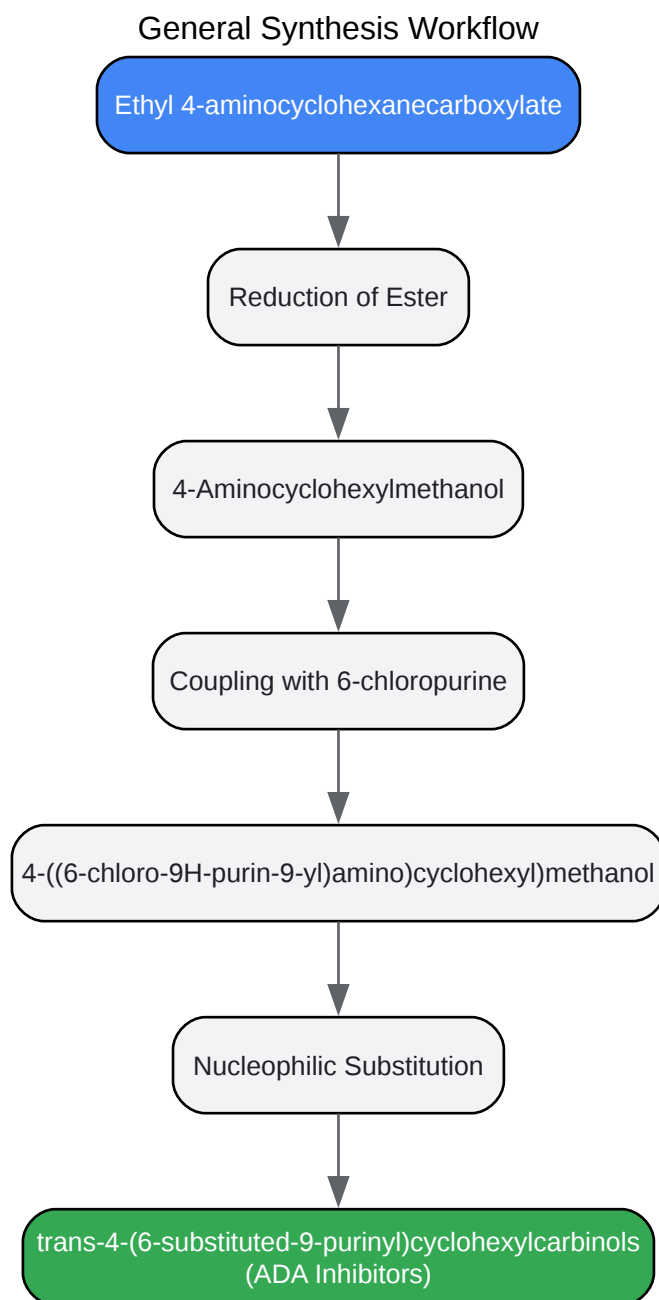 General Synthesis Workflow
Ethyl 4-aminocyclohexanecarboxylate
Reduction of Ester
4-Aminocyclohexylmethanol
Coupling with 6-chloropurine
4-((6-chloro-9H-purin-9-yl)amino)cyclohexyl)methanol
Nucleophilic Substitution
trans-4-(6-substituted-9-purinyl)cyclohexylcarbinols
(ADA Inhibitors)